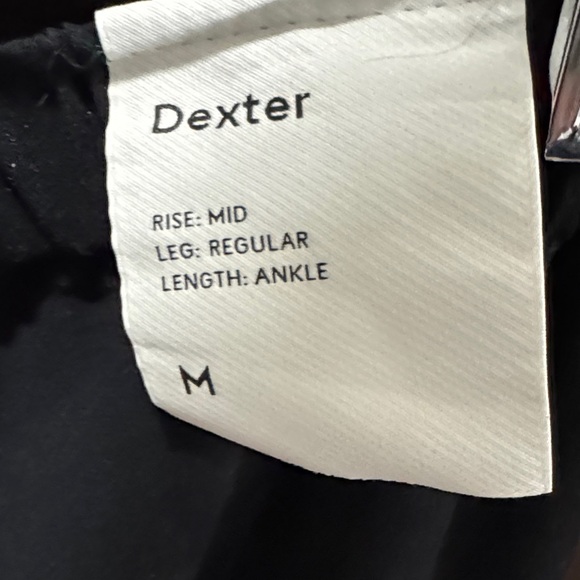 Dexter
RISE: MID
LEG: REGULAR
LENGTH: ANKLE
M